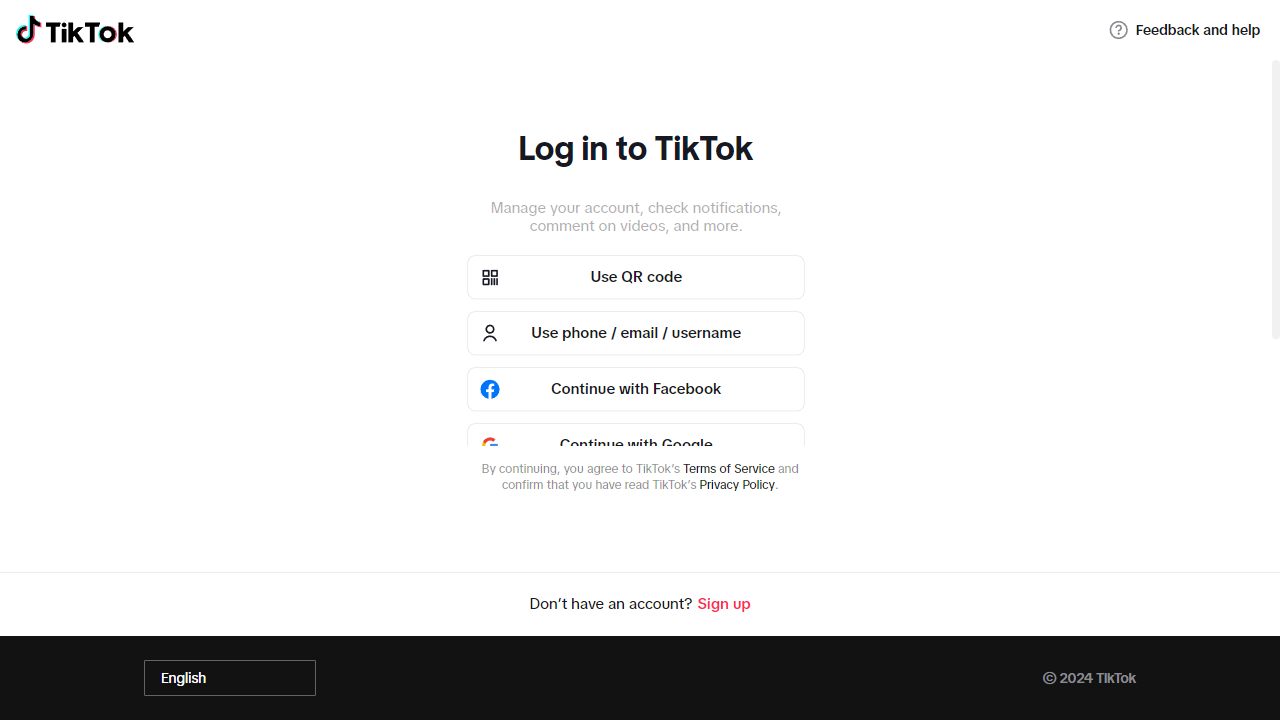 TikTok
Feedback and help
Log in to TikTok
Manage your account, check notifications,
comment on videos, and more.
Use QR code
Use phone / email / username
Continue with Facebook
Continue with Google
By continuing, you agree to TikTok's Terms of Service and
confirm that you have read TikTok's Privacy Policy.
Don't have an account? Sign up
English
© 2024 TikTok